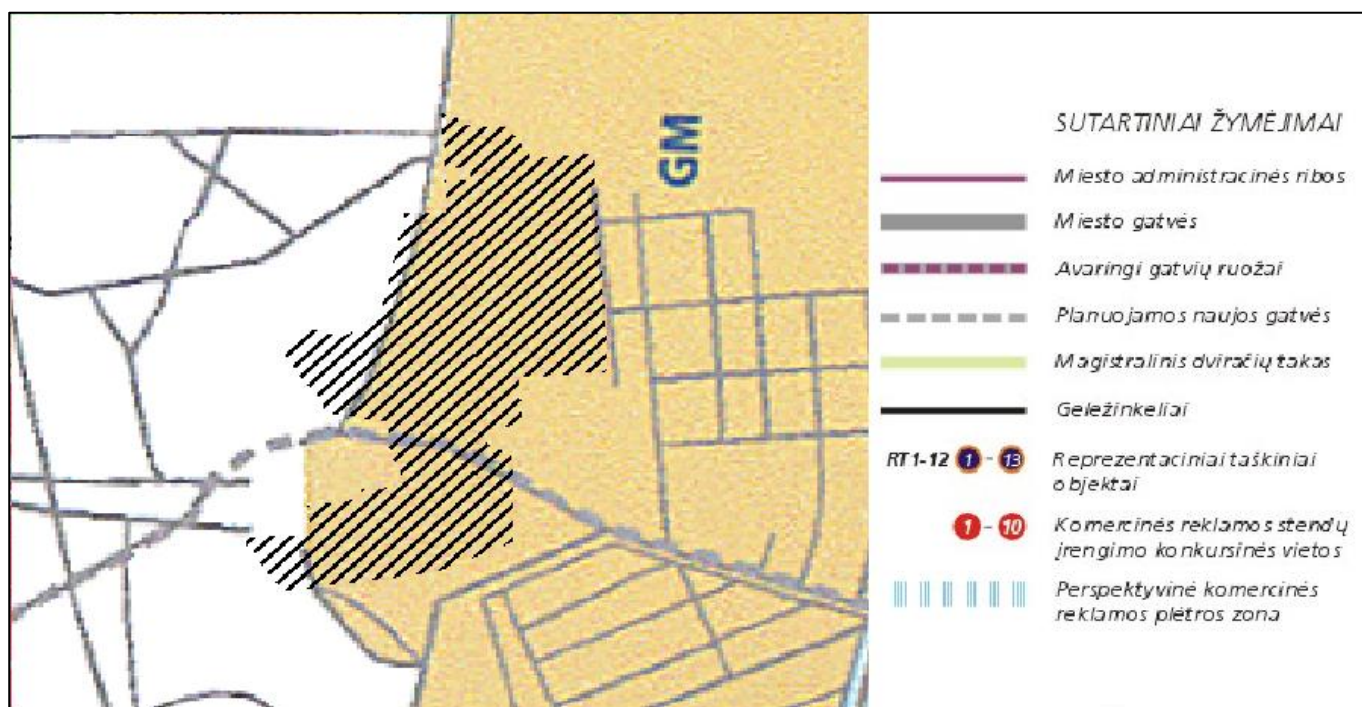 GM
SUTARTINIAI ŽYMĖJIMAI
Miesto administracinės ribos
Miesto gatvės
Avaringi gatvių ruožai
Planuojamos naujos gatvės
Magistralinis dviračių takas
Geležinkeliai
RT1-12 1 - 13 Reprezentaciniai taškiniai
objektai
1 - 10 Komercinės reklamos stendų
įrengimo konkursinės vietos
Perspektyvinė komercinės
reklamos plėtros zona